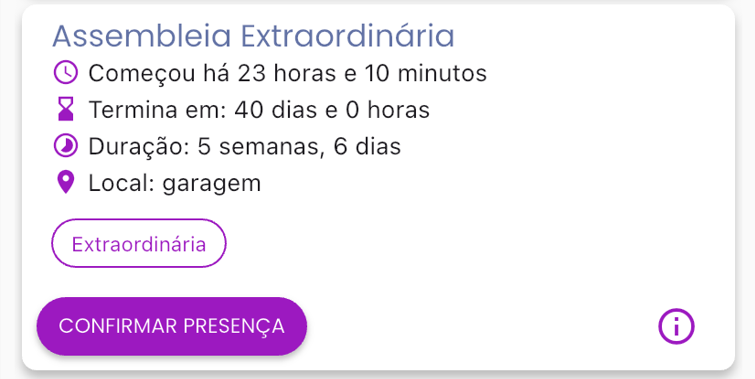 Assembleia Extraordinária
Começou há 23 horas e 10 minutos
Termina em: 40 dias e 0 horas
Duração: 5 semanas, 6 dias
Local: garagem
Extraordinária
CONFIRMAR PRESENÇA